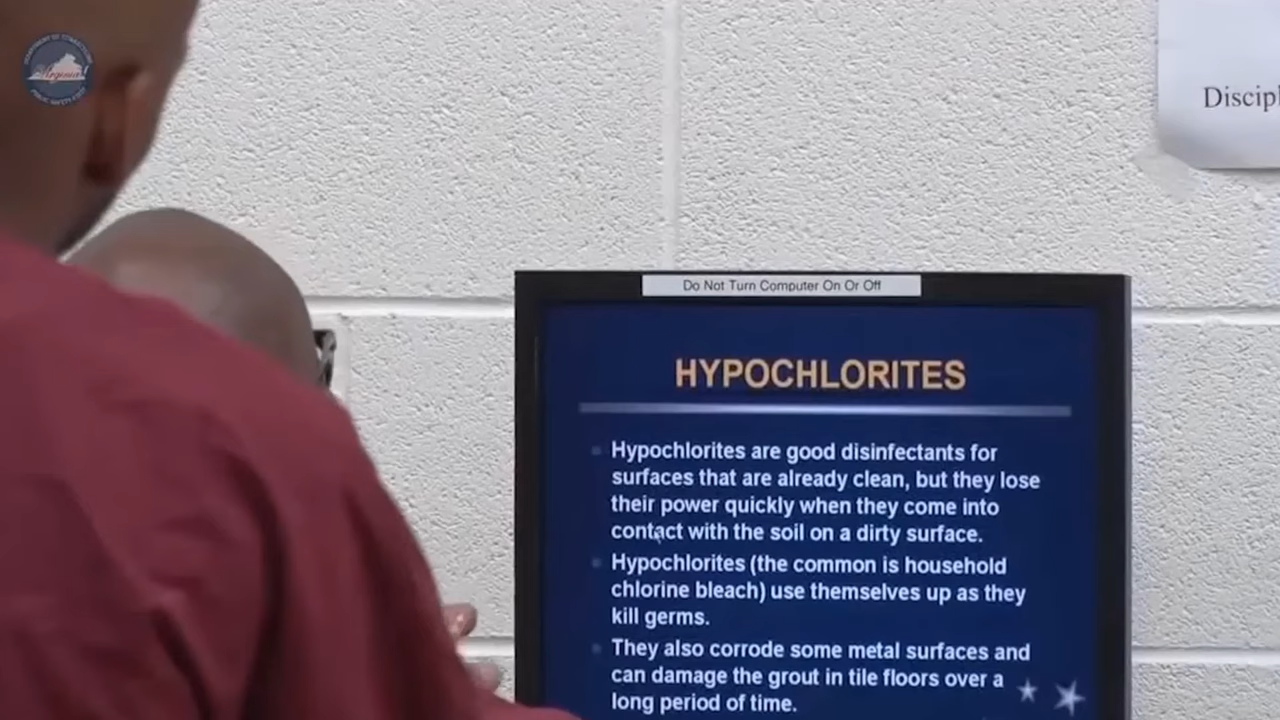 Virginia
Discipl
Do Not Turn Computer On Or Off
HYPOCHLORITES
Hypochlorites are good disinfectants for
surfaces that are already clean, but they lose
their power quickly when they come into
contact with the soil on a dirty surface.
Hypochlorites (the common is household
chlorine bleach) use themselves up as they
kill germs.
They also corrode some metal surfaces and
can damage the grout in tile floors over a
long period of time.